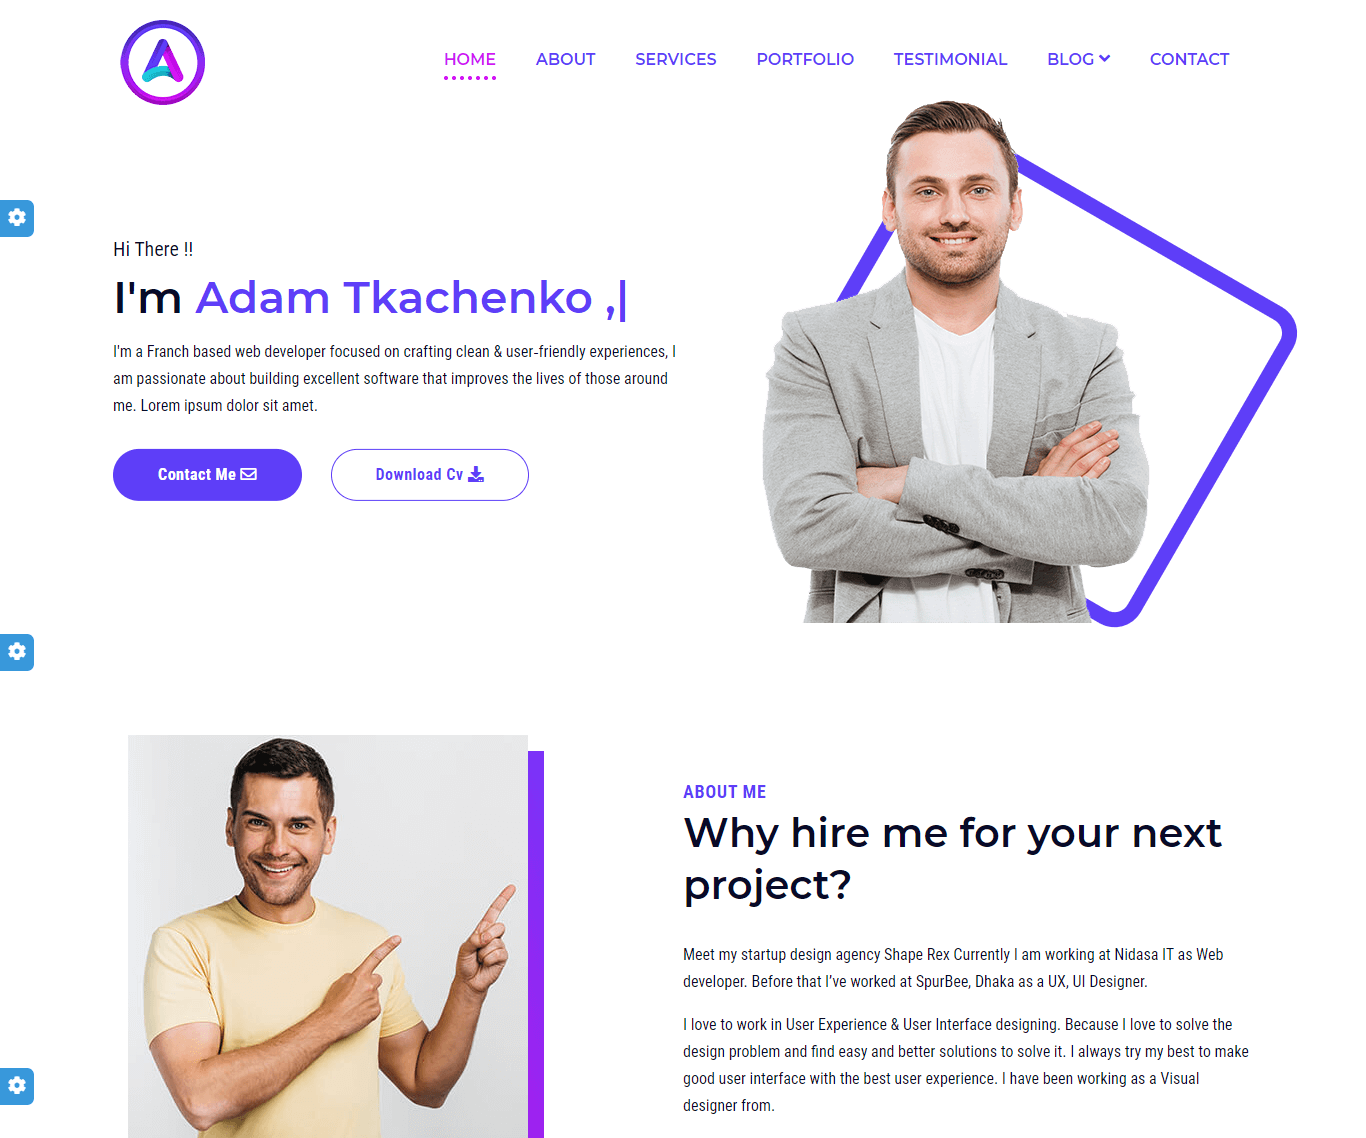 HOME ABOUT SERVICES PORTFOLIO TESTIMONIAL BLOG CONTACT
Hi There !!
I'm Adam Tkachenko ,|
I'm a Franch based web developer focused on crafting clean & user-friendly experiences, I
am passionate about building excellent software that improves the lives of those around
me. Lorem ipsum dolor sit amet.
Contact Me Download Cv
ABOUT ME
Why hire me for your next
project?
Meet my startup design agency Shape Rex Currently I am working at Nidasa IT as Web
developer. Before that I’ve worked at SpurBee, Dhaka as a UX, UI Designer.
I love to work in User Experience & User Interface designing. Because I love to solve the
design problem and find easy and better solutions to solve it. I always try my best to make
good user interface with the best user experience. I have been working as a Visual
designer from.